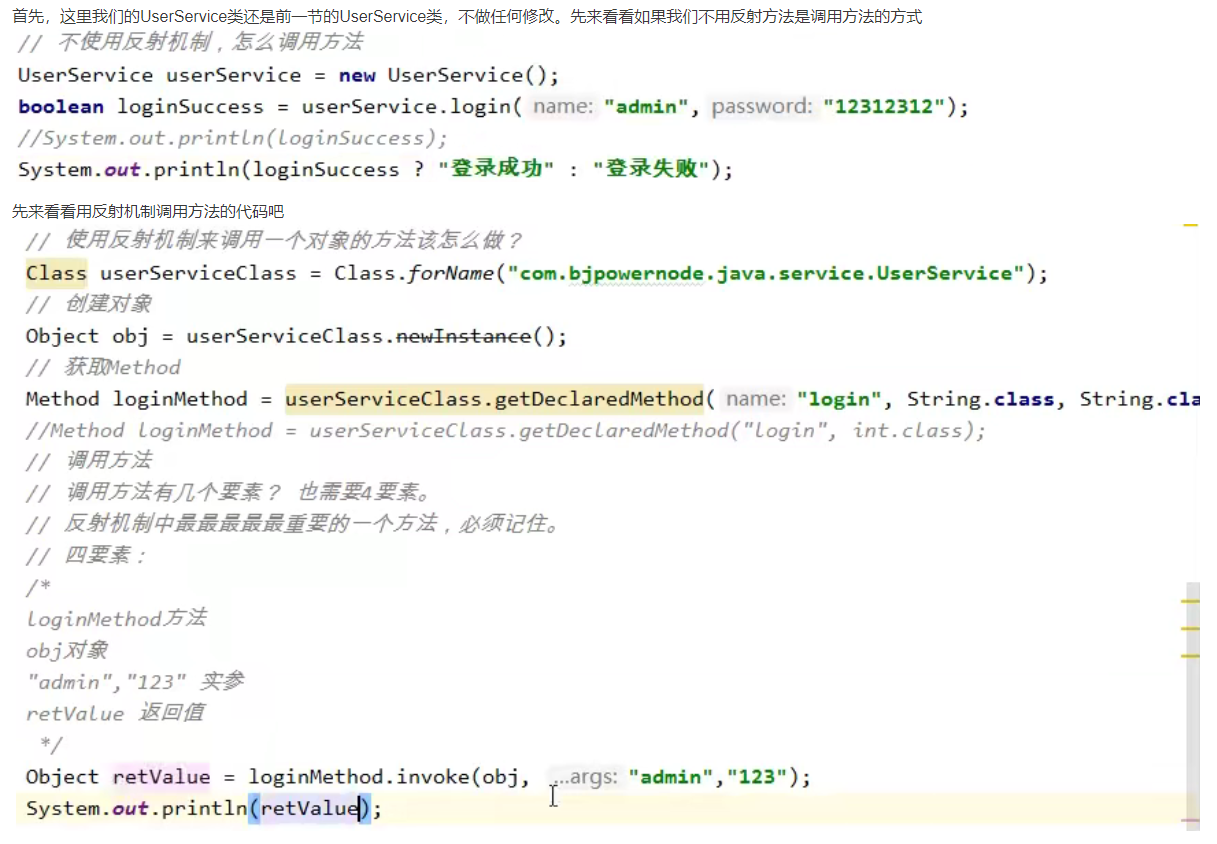 首先，这里我们的UserService类还是前一节的UserService类，不做任何修改。先来看看如果我们不用反射方法是调用方法的方式
// 不使用反射机制，怎么调用方法
UserService userService = new UserService();
boolean loginSuccess = userService.login( name: "admin", password: "12312312");
//System.out.println(loginSuccess);
System.out.println(loginSuccess ? "登录成功" : "登录失败");
先来看看用反射机制调用方法的代码吧
// 使用反射机制来调用一个对象的方法该怎么做？
Class userServiceClass = Class.forName("com.bjpowernode.java.service.UserService");
// 创建对象
Object obj = userServiceClass.newInstance();
// 获取Method
Method loginMethod = userServiceClass.getDeclaredMethod( name: "login", String.class, String.cla
//Method loginMethod = userServiceClass.getDeclaredMethod("login", int.class);
// 调用方法
// 调用方法有几个要素？ 也需要4要素。
// 反射机制中最最最最最重要的一个方法，必须记住。
// 四要素：
/*
loginMethod方法
obj对象
"admin","123" 实参
retValue 返回值
*/
Object retValue = loginMethod.invoke(obj, ...args: "admin","123");
System.out.println(retValue);